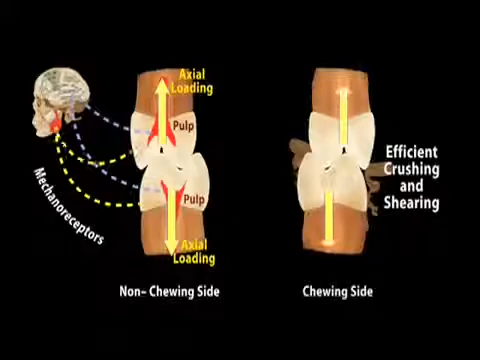 Axial
Loading
Pulp
Mechanoreceptors
Pulp
Axial
Loading
Non- Chewing Side
Efficient
Crushing
and
Shearing
Chewing Side